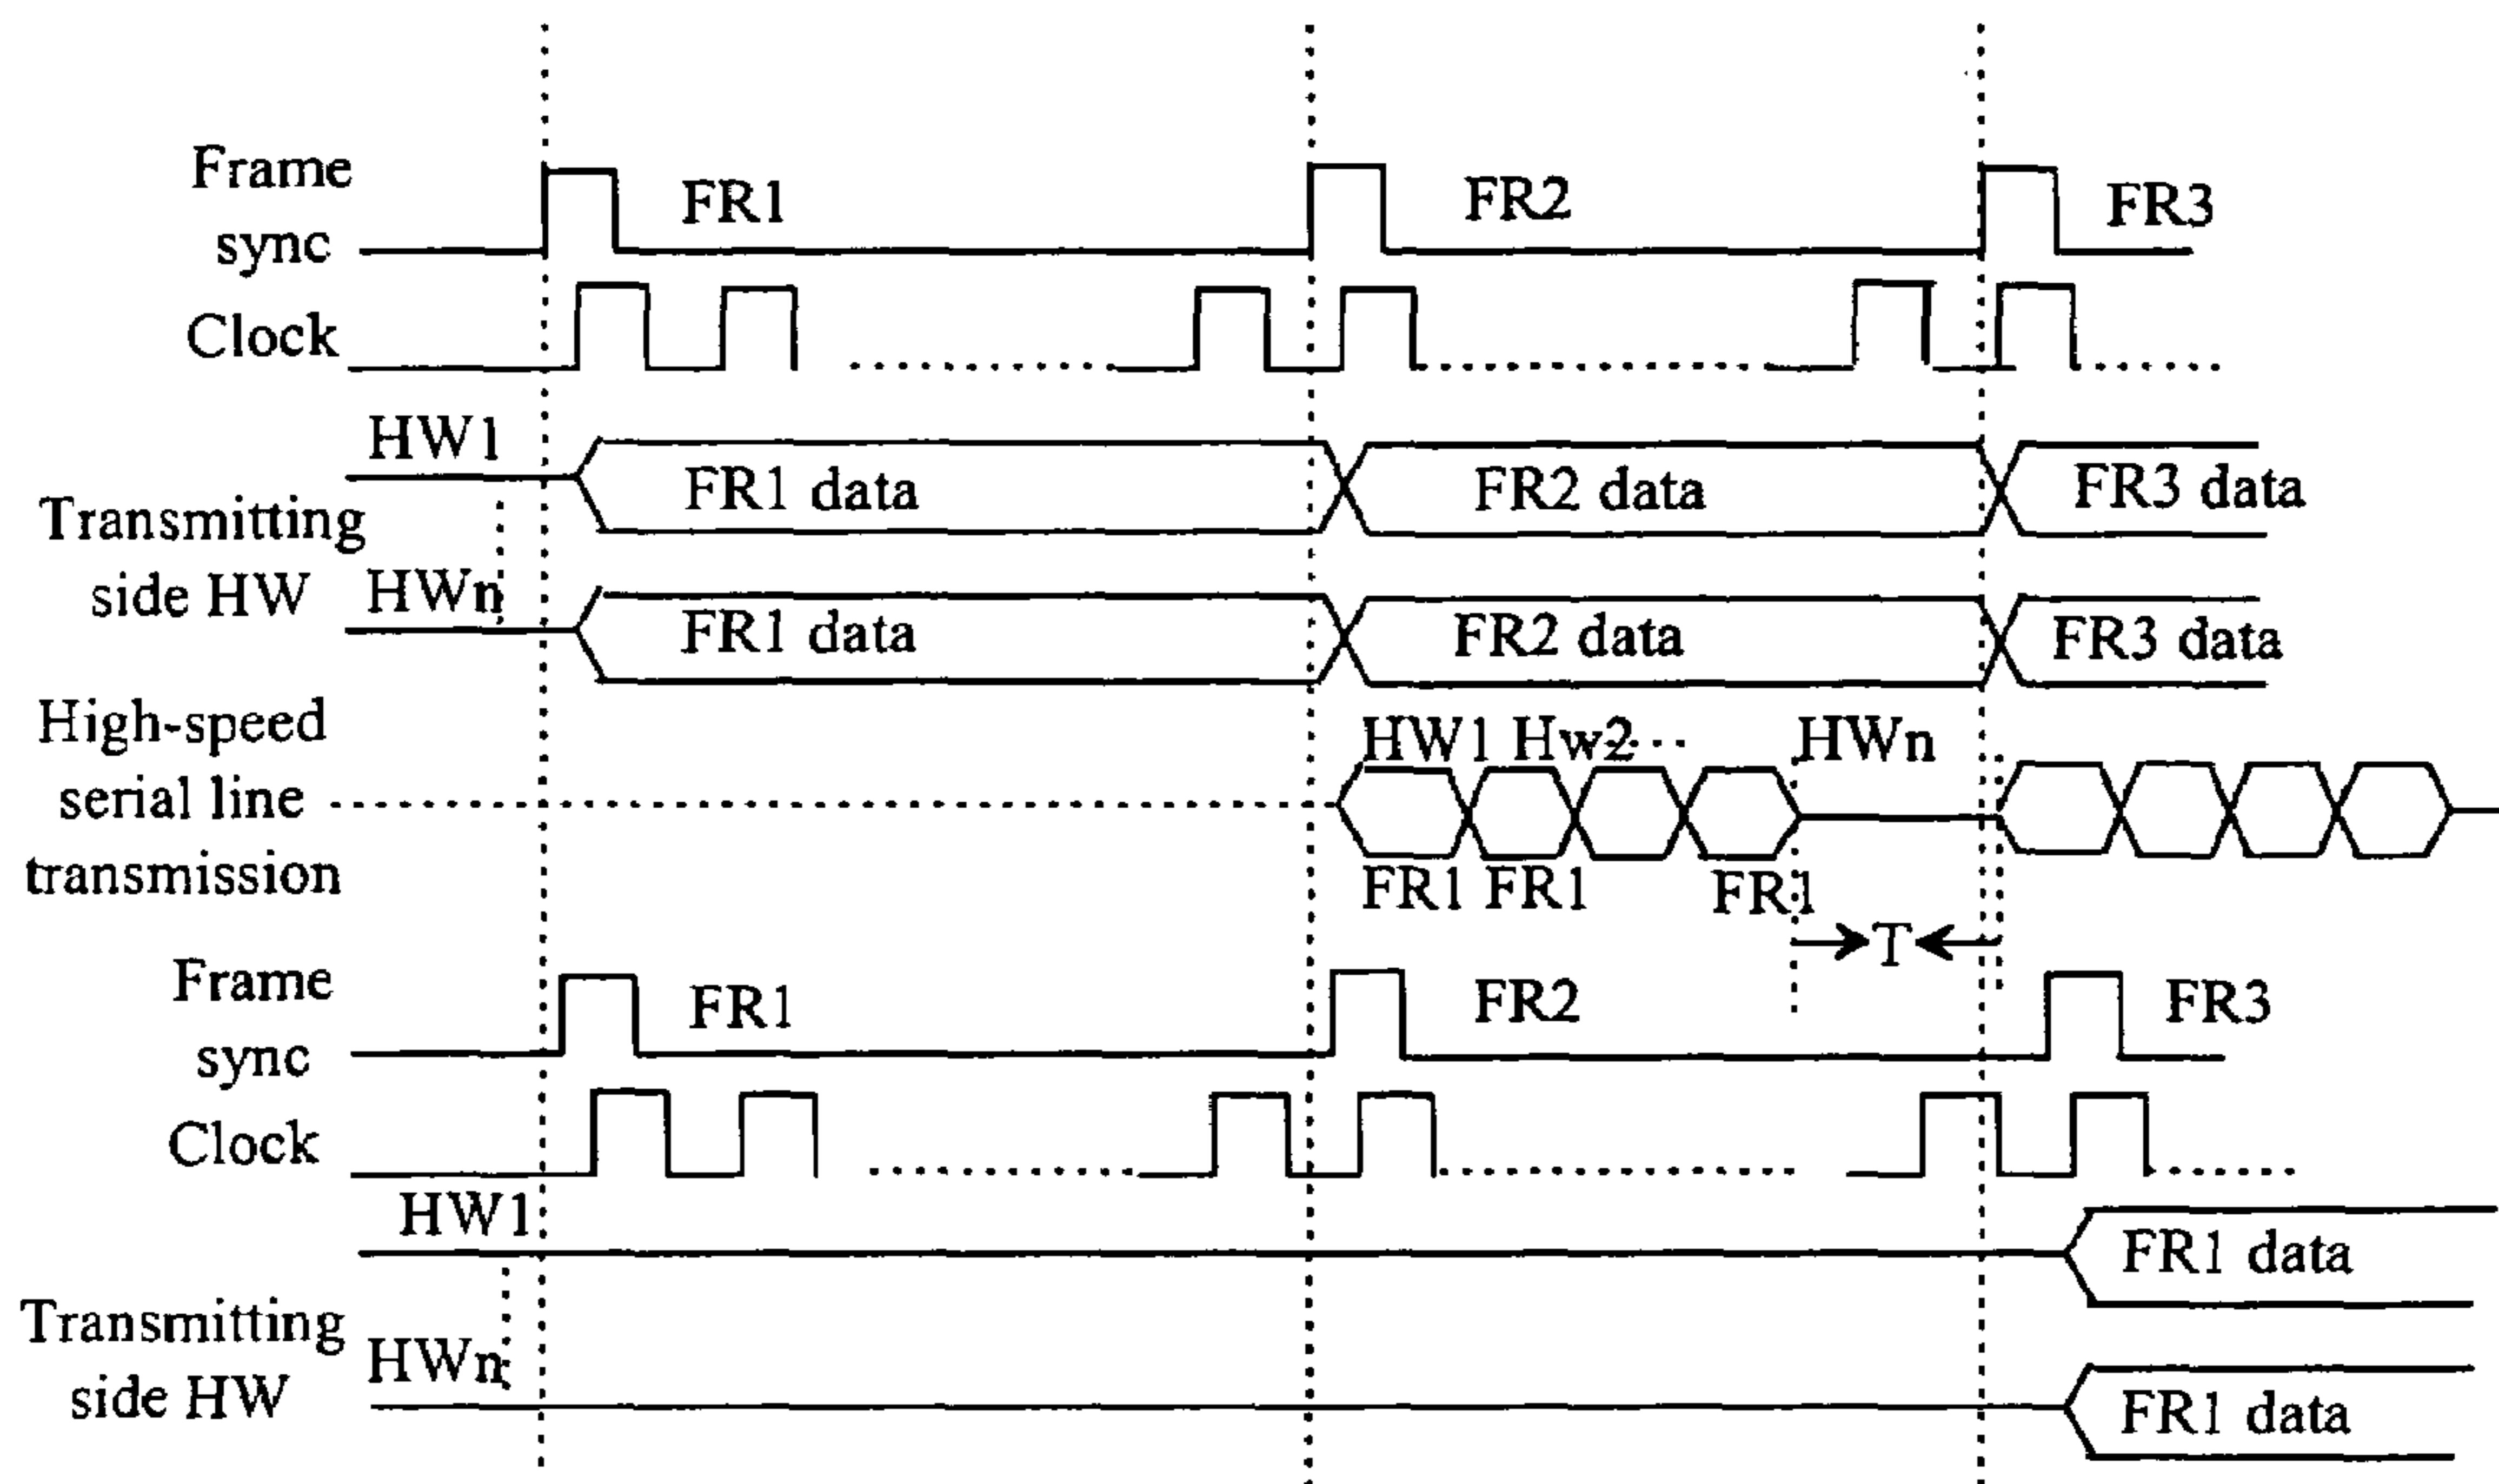 Frame
sync
FR1 FR2 FR3
Clock
HW1
FR1 data FR2 data FR3 data
Transmitting
side HW
HWn
FR1 data FR2 data FR3 data
High-speed
serial line
transmission
HW1 Hw2... HWn
FR1 FR1 FR1
T
Frame
sync
FR1 FR2 FR3
Clock
HW1
FR1 data
Transmitting
side HW
HWn
FR1 data